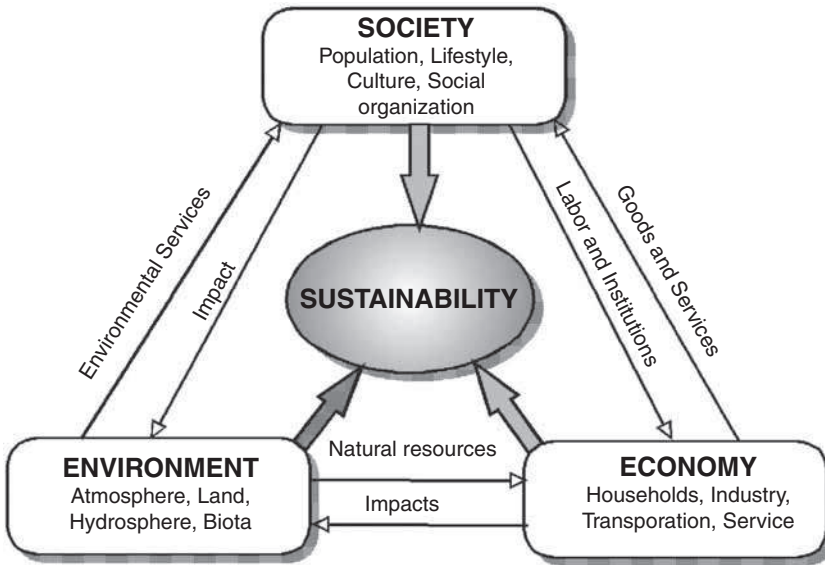 SOCIETY
Population, Lifestyle,
Culture, Social
organization
Environmental Services
Impact
Labor and Institutions
Goods and Services
SUSTAINABILITY
ENVIRONMENT
Atmosphere, Land,
Hydrosphere, Biota
Natural resources
Impacts
ECONOMY
Households, Industry,
Transporation, Service